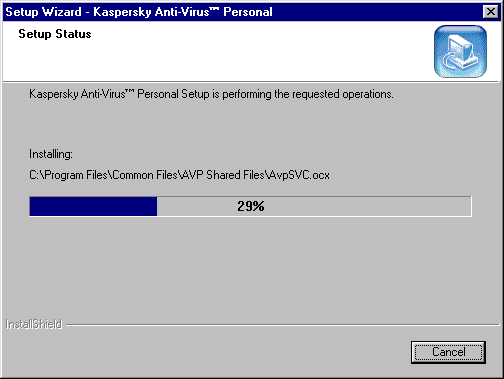 Setup Wizard - Kaspersky Anti-Virus™ Personal
Setup Status
Kaspersky Anti-Virus™ Personal Setup is performing the requested operations.
Installing:
C:\Program Files\Common Files\AVP Shared Files\AvpSVC.ocx
29%
InstallShield
Cancel